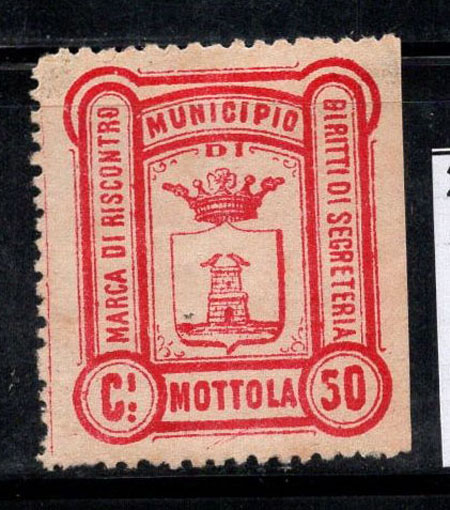 MUNICIPIO
DI
MARCA DI RISCONTRO
DIRITTI DI SEGRETERIA
C.i
MOTTOLA
50